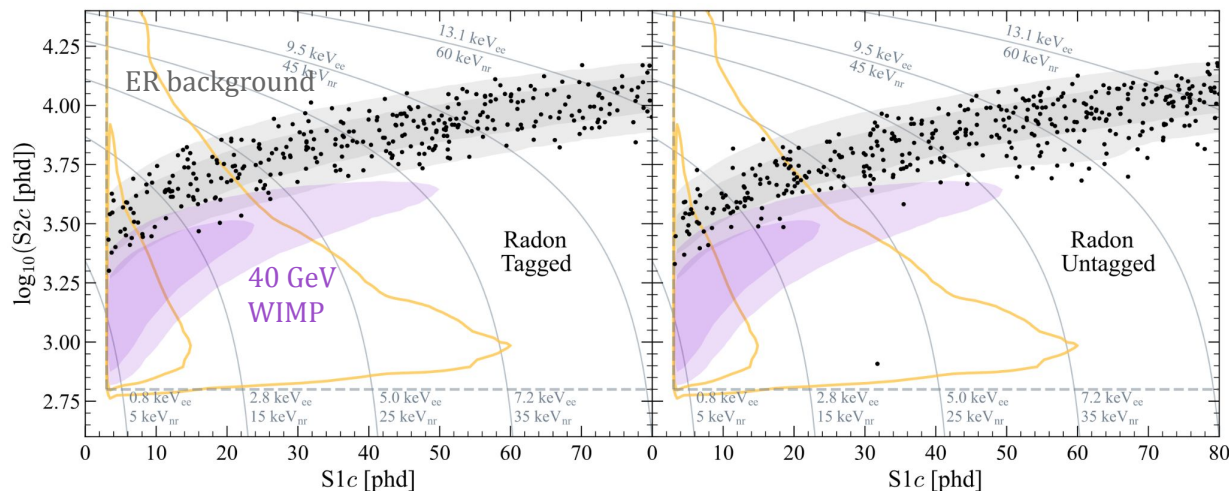 4.25
4.00
3.75
3.50
3.25
3.00
2.75
log₁₀(S2c [phd])
ER background
9.5 keVₑₑ
45 keVₙᵣ
13.1 keVₑₑ
60 keVₙᵣ
40 GeV
WIMP
Radon
Tagged
0.8 keVₑₑ
5 keVₙᵣ
2.8 keVₑₑ
15 keVₙᵣ
5.0 keVₑₑ
25 keVₙᵣ
7.2 keVₑₑ
35 keVₙᵣ
0 10 20 30 40 50 60 70
S1c [phd]
9.5 keVₑₑ
45 keVₙᵣ
13.1 keVₑₑ
60 keVₙᵣ
Radon
Untagged
0.8 keVₑₑ
5 keVₙᵣ
2.8 keVₑₑ
15 keVₙᵣ
5.0 keVₑₑ
25 keVₙᵣ
7.2 keVₑₑ
35 keVₙᵣ
0 10 20 30 40 50 60 70 80
S1c [phd]